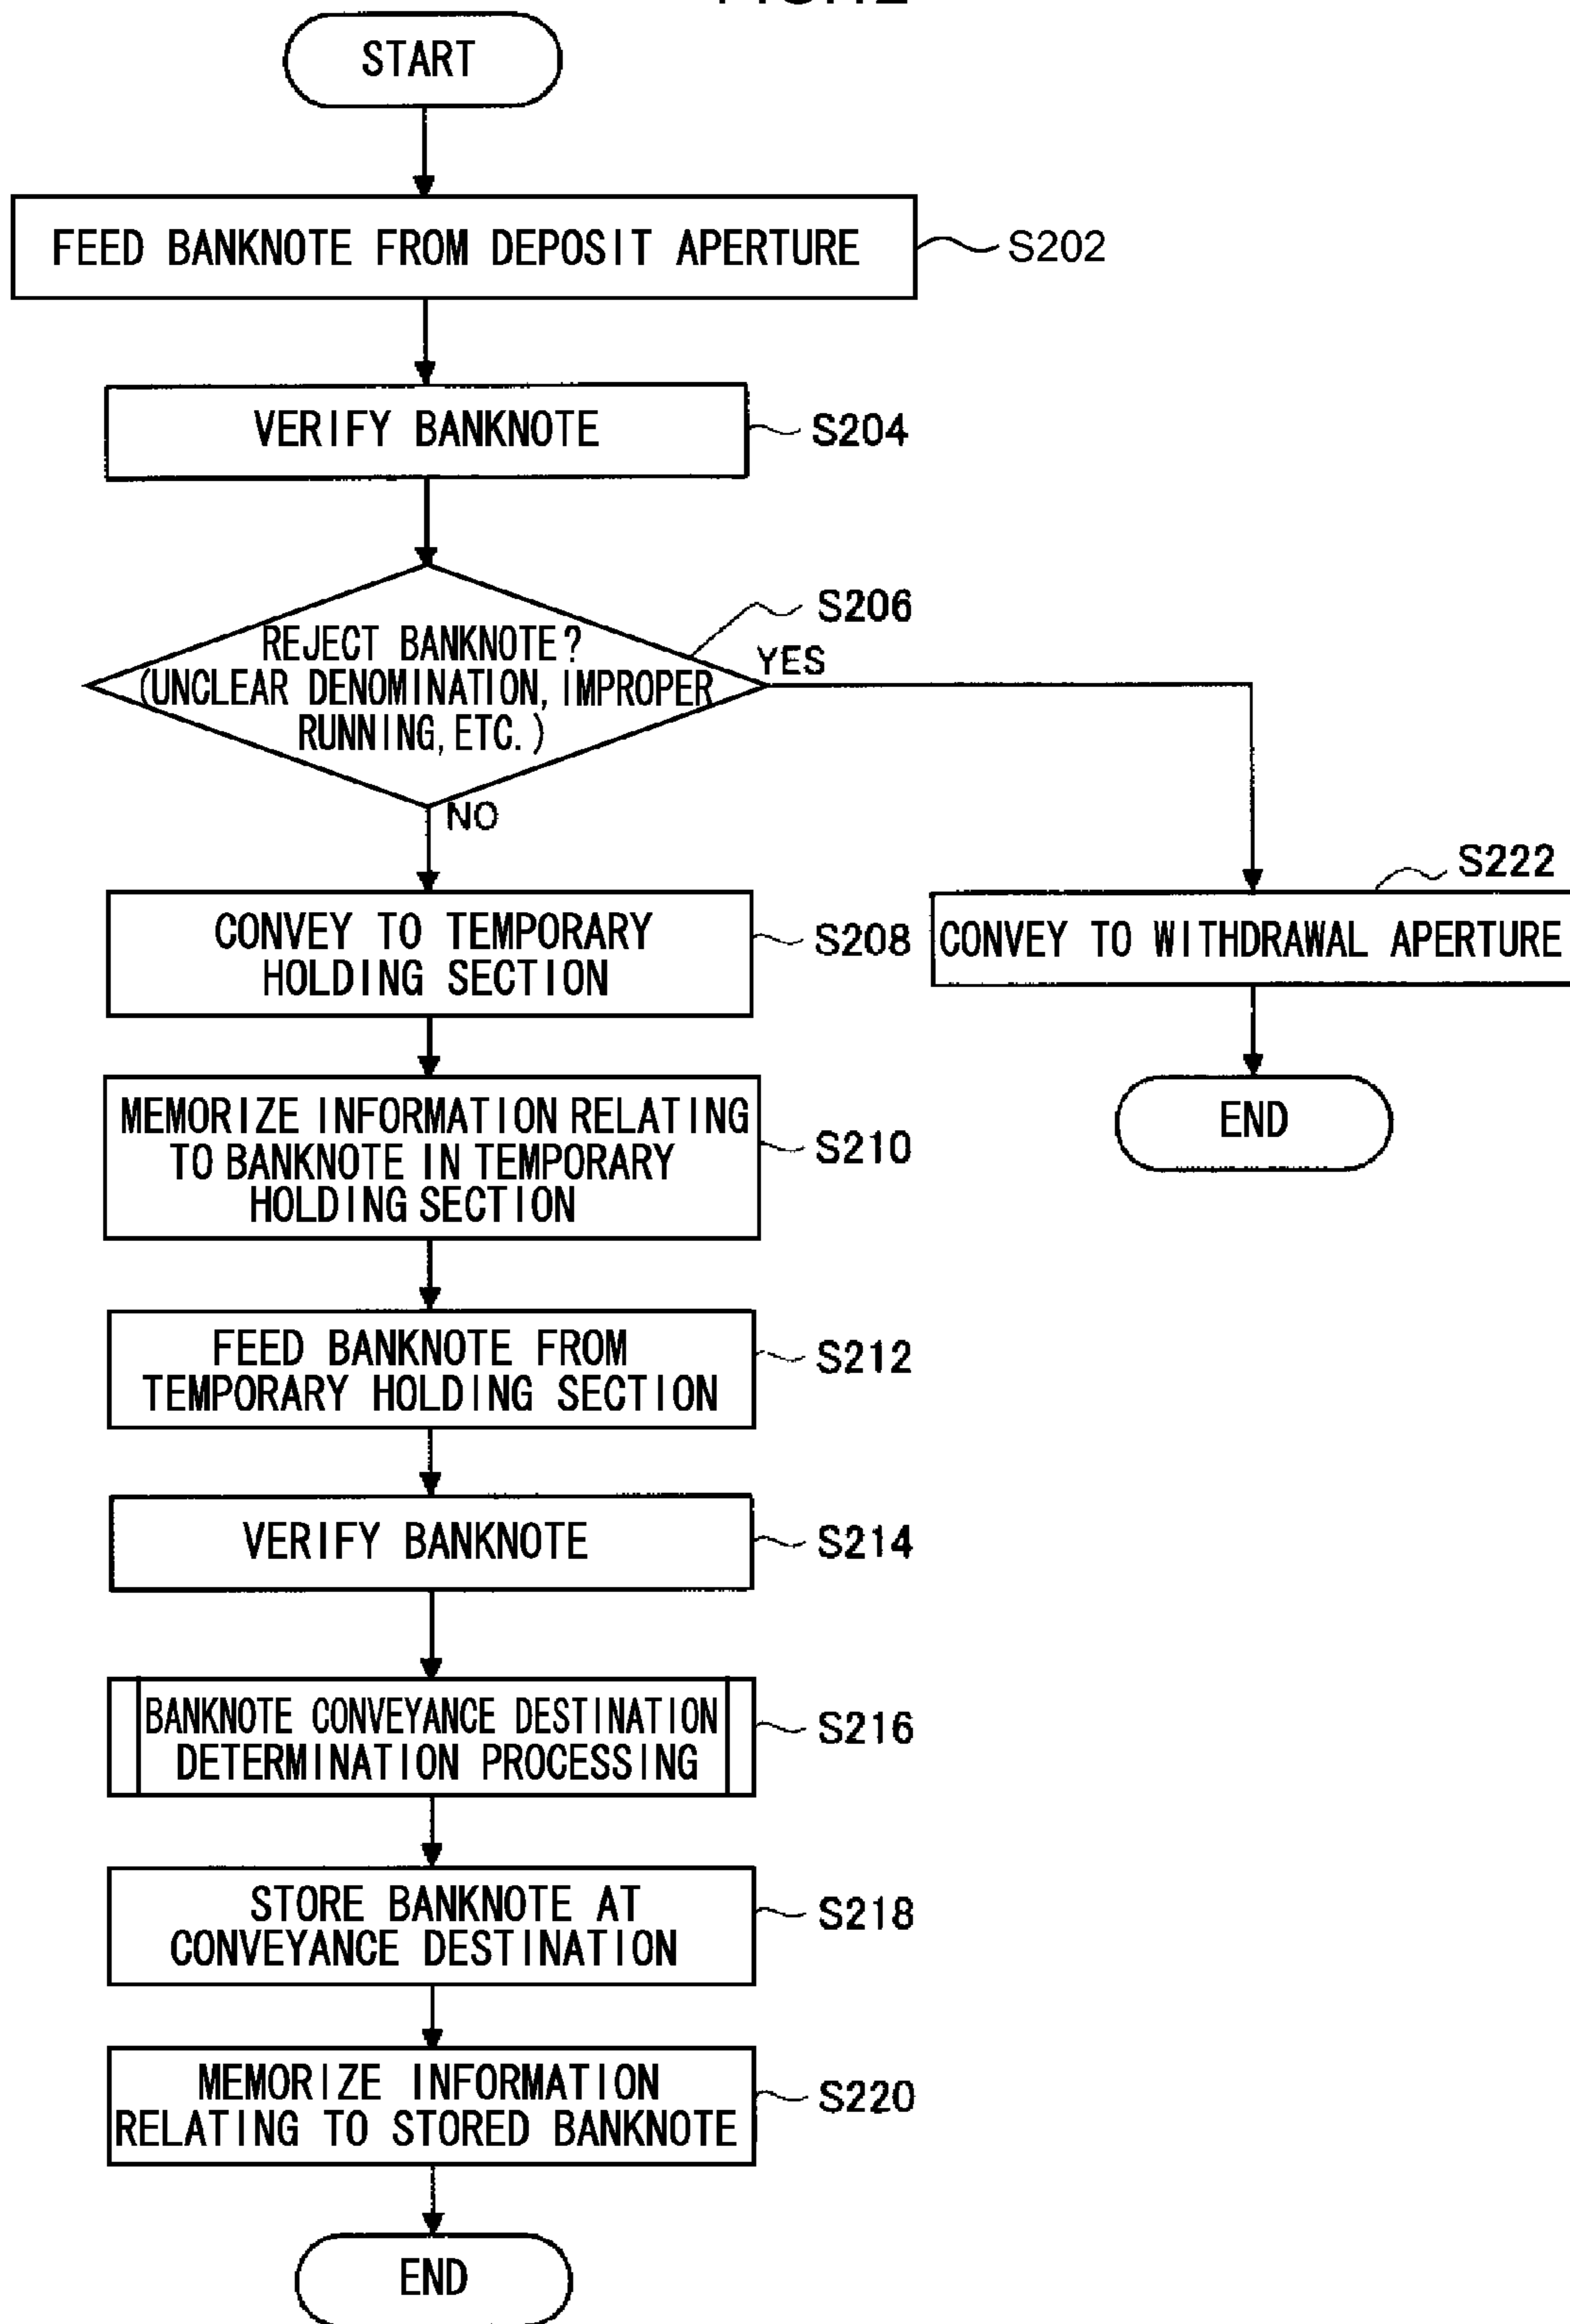 START
FEED BANKNOTE FROM DEPOSIT APERTURE
S202
VERIFY BANKNOTE
S204
S206
REJECT BANKNOTE?
(UNCLEAR DENOMINATION, IMPROPER
RUNNING, ETC.)
YES
NO
CONVEY TO TEMPORARY
HOLDING SECTION
S208
S222
CONVEY TO WITHDRAWAL APERTURE
END
MEMORIZE INFORMATION RELATING
TO BANKNOTE IN TEMPORARY
HOLDING SECTION
S210
FEED BANKNOTE FROM
TEMPORARY HOLDING SECTION
S212
VERIFY BANKNOTE
S214
BANKNOTE CONVEYANCE DESTINATION
DETERMINATION PROCESSING
S216
STORE BANKNOTE AT
CONVEYANCE DESTINATION
S218
MEMORIZE INFORMATION
RELATING TO STORED BANKNOTE
S220
END